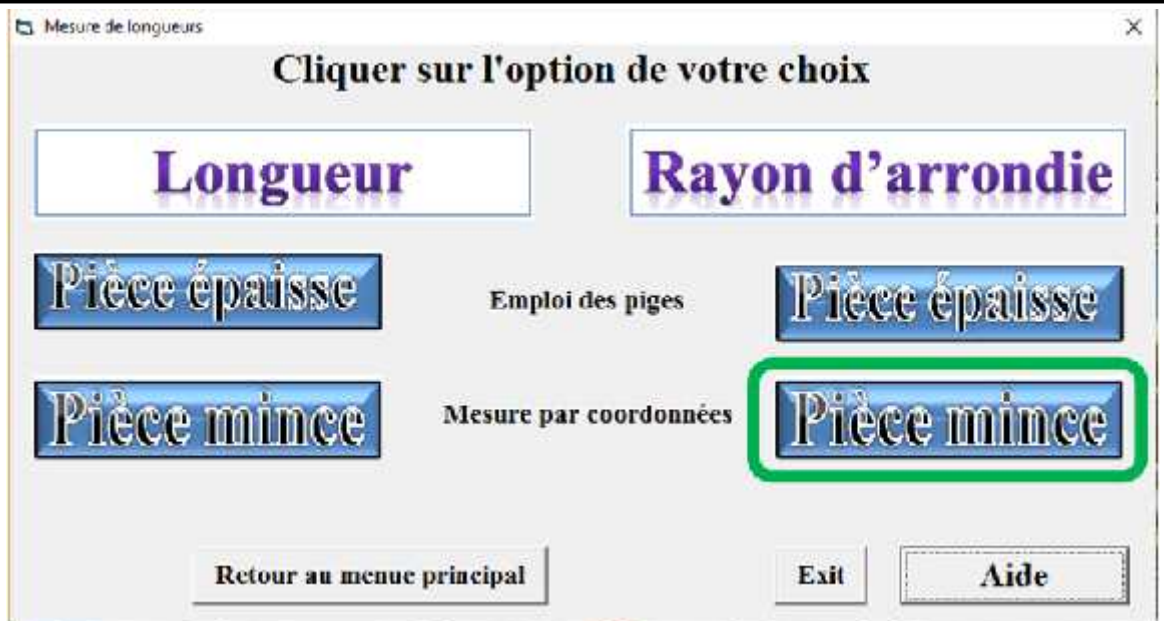 Mesure de longueurs
Cliquer sur l'option de votre choix
Longueur
Rayon d'arrondie
Pièce épaisse
Emploi des piges
Pièce épaisse
Pièce mince
Mesure par coordonnées
Pièce mince
Retour au menue principal
Exit
Aide